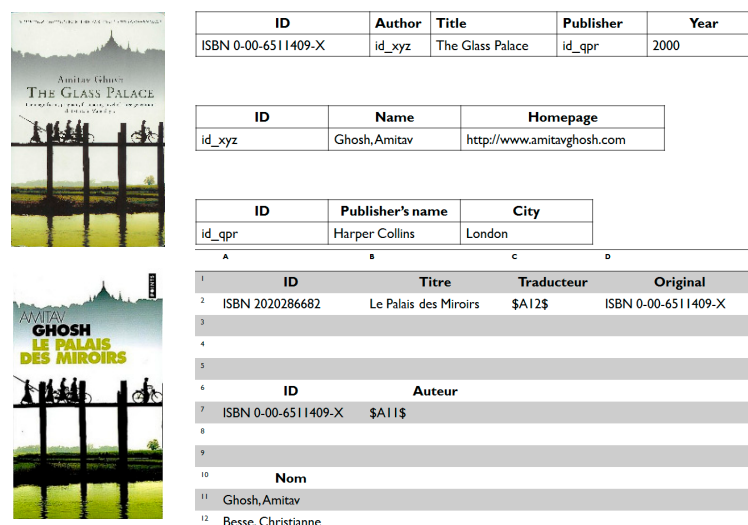 ID Author Title Publisher Year
ISBN 0-00-6511409-X id_xyz The Glass Palace id_qpr 2000
Amitav Ghosh
THE GLASS PALACE
ID Name Homepage
id_xyz Ghosh, Amitav http://www.amitavghosh.com
ID Publisher's name City
id_qpr Harper Collins London
A B C D
1 ID Titre Traducteur Original
2 ISBN 2020286682 Le Palais des Miroirs $A12$ ISBN 0-00-6511409-X
3
4
5
6 ID Auteur
7 ISBN 0-00-6511409-X $A11$
8
9
10 Nom
11 Ghosh, Amitav
12 Besse, Christianne
POINTS
AMITAV
GHOSH
LE PALAIS
DES MIROIRS